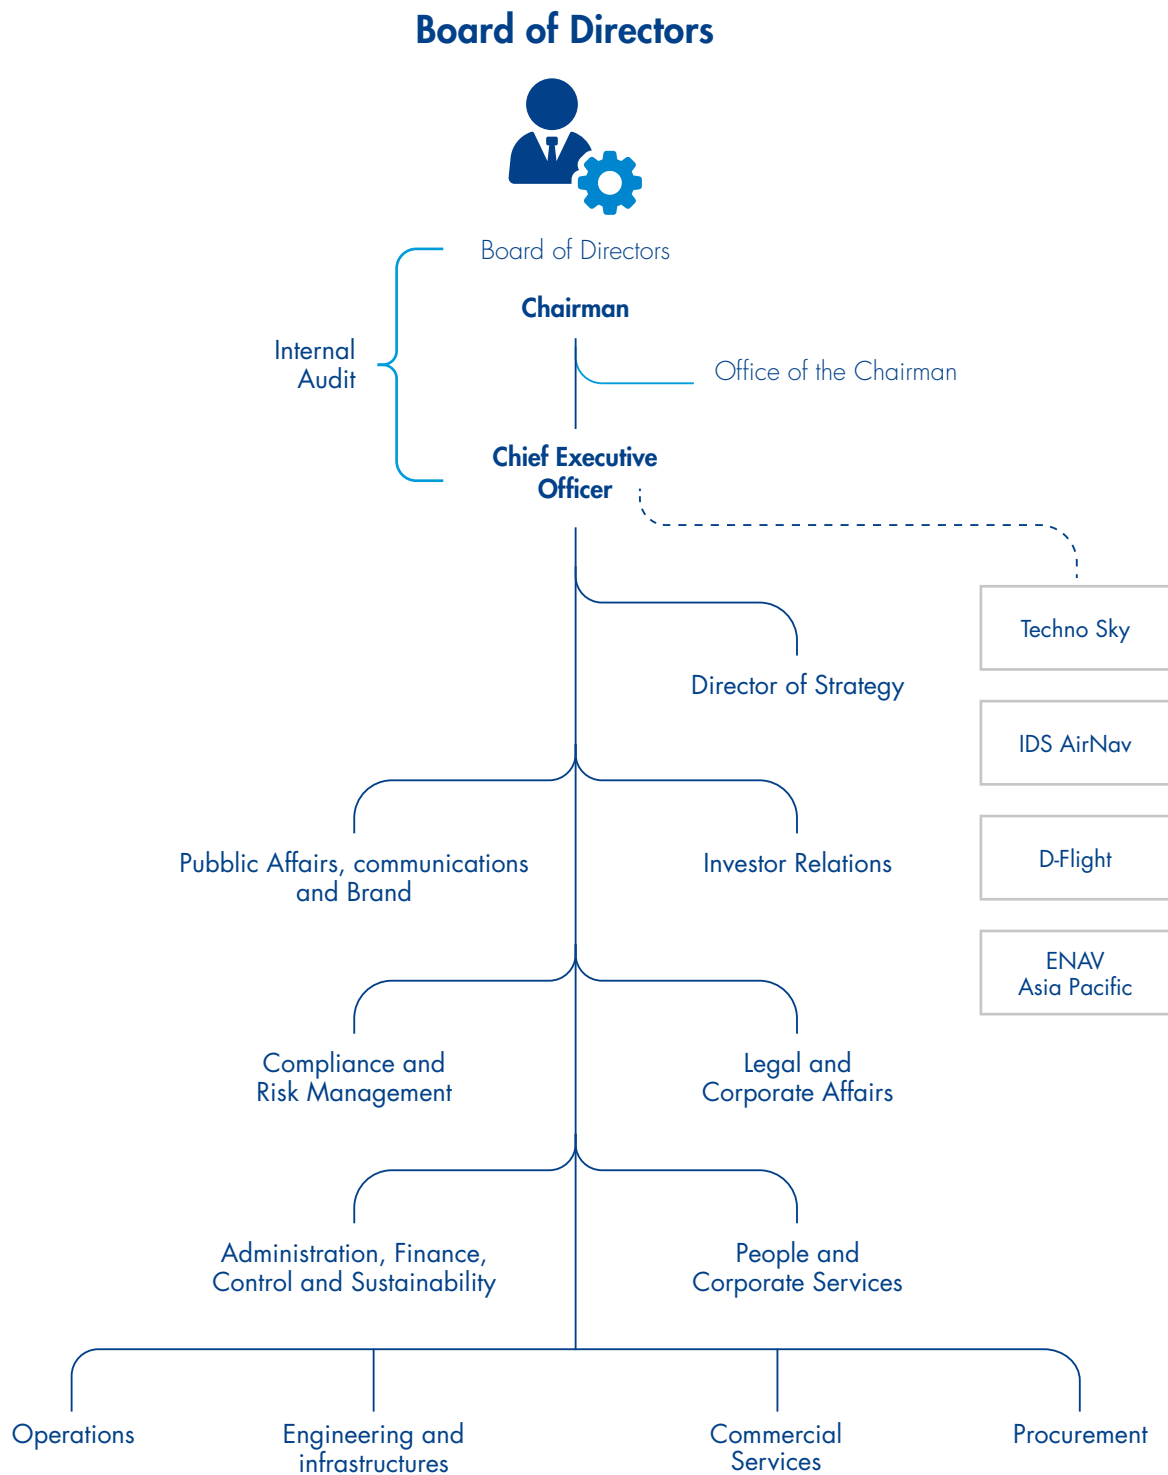 Board of Directors
Board of Directors
Chairman
Internal
Audit
Office of the Chairman
Chief Executive
Officer
Techno Sky
Director of Strategy
IDS AirNav
Pubblic Affairs, communications
and Brand
Investor Relations
D-Flight
ENAV
Asia Pacific
Compliance and
Risk Management
Legal and
Corporate Affairs
Administration, Finance,
Control and Sustainability
People and
Corporate Services
Operations
Engineering and
infrastructures
Commercial
Services
Procurement